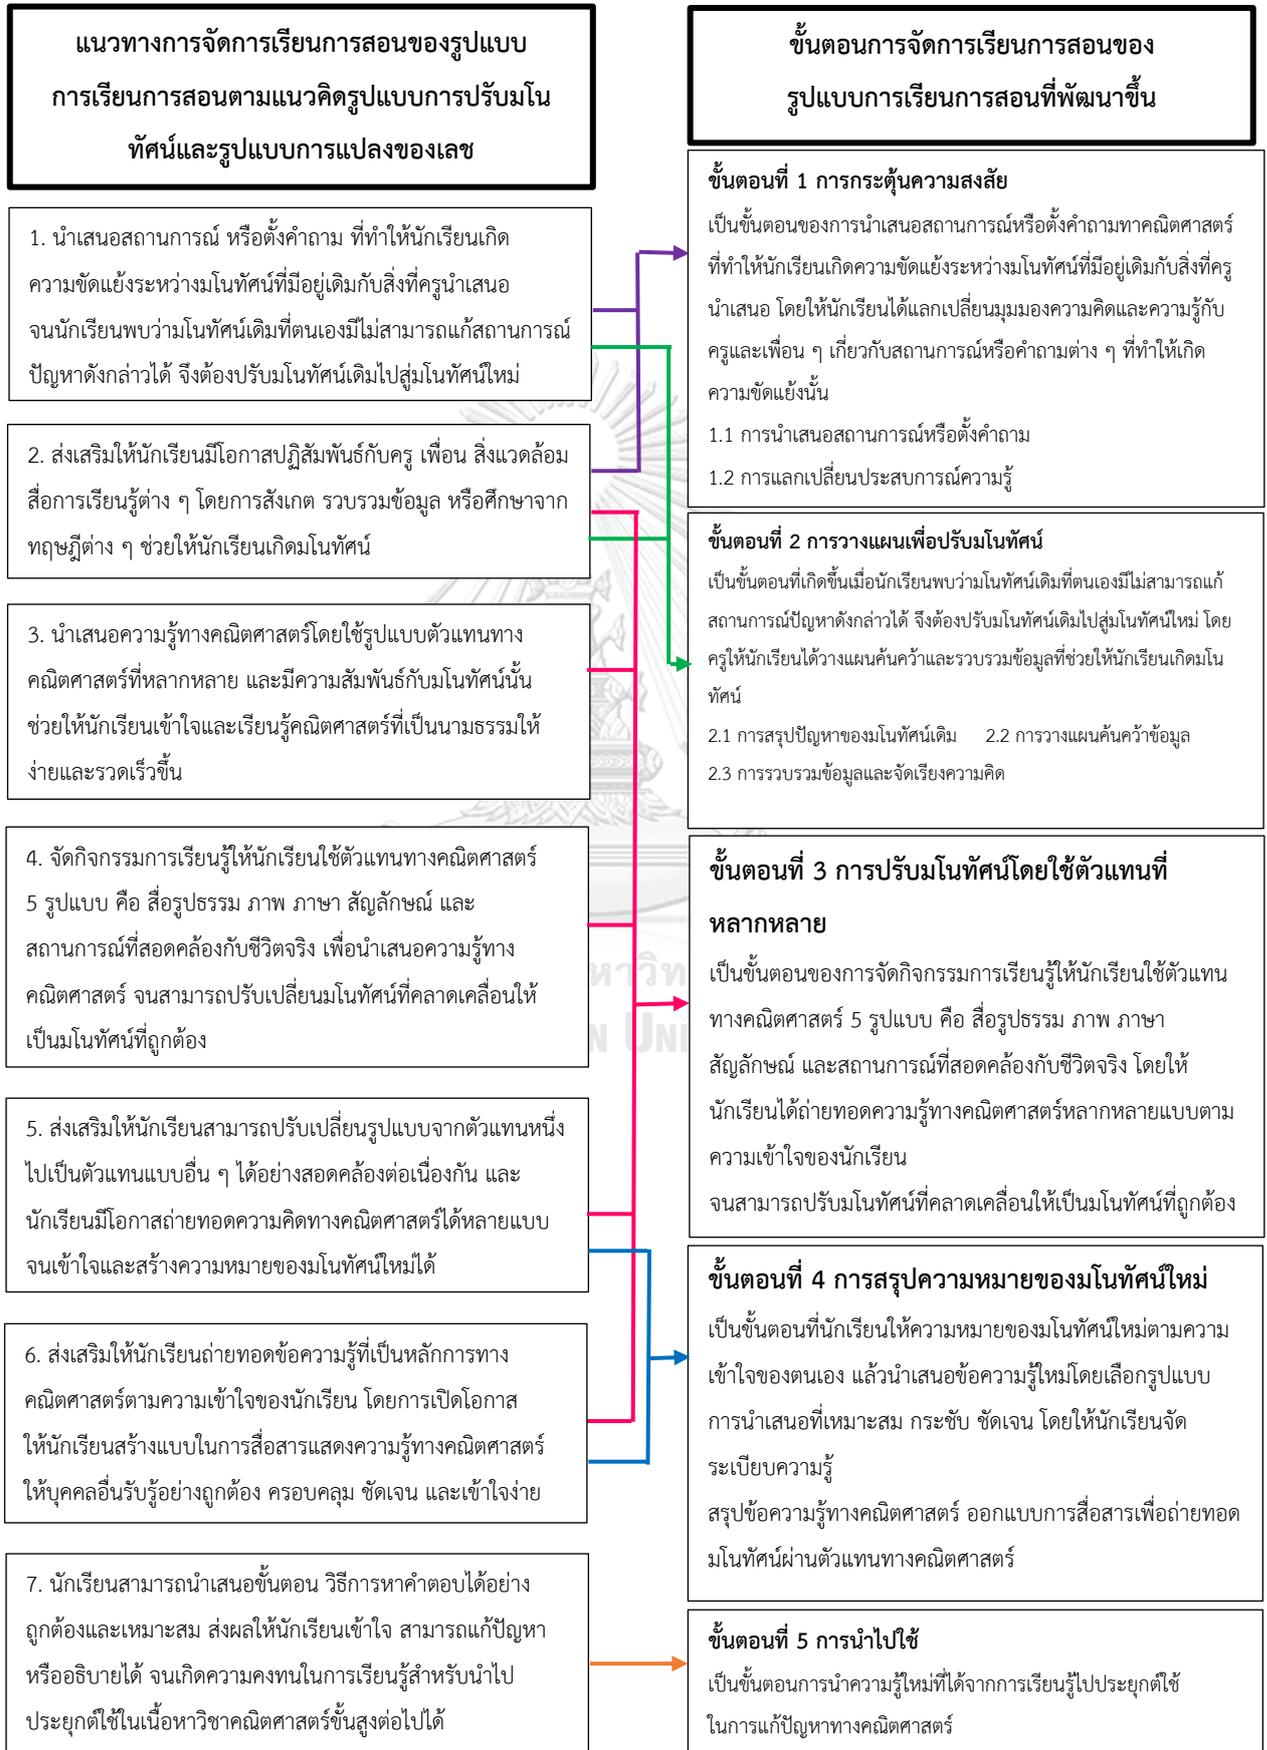 แนวทางการจัดการเรียนการสอนของรูปแบบ
การเรียนการสอนตามแนวคิดรูปแบบการปรับมโน
ทัศน์และรูปแบบการแปลงของเลช
1. นำเสนอสถานการณ์ หรือตั้งคำถาม ที่ทำให้นักเรียนเกิด
ความขัดแย้งระหว่างมโนทัศน์ที่มีอยู่เดิมกับสิ่งที่ครูนำเสนอ
จนนักเรียนพบว่ามโนทัศน์เดิมที่ตนเองมีไม่สามารถแก้สถานการณ์
ปัญหาดังกล่าวได้ จึงต้องปรับมโนทัศน์เดิมไปสู่มโนทัศน์ใหม่
2. ส่งเสริมให้นักเรียนมีโอกาสปฏิสัมพันธ์กับครู เพื่อน สิ่งแวดล้อม
สื่อการเรียนรู้ต่าง ๆ โดยการสังเกต รวบรวมข้อมูล หรือศึกษาจาก
ทฤษฎีต่าง ๆ ช่วยให้นักเรียนเกิดมโนทัศน์
3. นำเสนอความรู้ทางคณิตศาสตร์โดยใช้รูปแบบตัวแทนทาง
คณิตศาสตร์ที่หลากหลาย และมีความสัมพันธ์กับมโนทัศน์นั้น
ช่วยให้นักเรียนเข้าใจและเรียนรู้คณิตศาสตร์ที่เป็นนามธรรมให้
ง่ายและรวดเร็วขึ้น
4. จัดกิจกรรมการเรียนรู้ให้นักเรียนใช้ตัวแทนทางคณิตศาสตร์
5 รูปแบบ คือ สื่อรูปธรรม ภาพ ภาษา สัญลักษณ์ และ
สถานการณ์ที่สอดคล้องกับชีวิตจริง เพื่อนำเสนอความรู้ทาง
คณิตศาสตร์ จนสามารถปรับเปลี่ยนมโนทัศน์ที่คลาดเคลื่อนให้
เป็นมโนทัศน์ที่ถูกต้อง
5. ส่งเสริมให้นักเรียนสามารถปรับเปลี่ยนรูปแบบจากตัวแทนหนึ่ง
ไปเป็นตัวแทนแบบอื่น ๆ ได้อย่างสอดคล้องต่อเนื่องกัน และ
นักเรียนมีโอกาสถ่ายทอดความคิดทางคณิตศาสตร์ได้หลายแบบ
จนเข้าใจและสร้างความหมายของมโนทัศน์ใหม่ได้
6. ส่งเสริมให้นักเรียนถ่ายทอดข้อความรู้ที่เป็นหลักการทาง
คณิตศาสตร์ตามความเข้าใจของนักเรียน โดยการเปิดโอกาส
ให้นักเรียนสร้างแบบในการสื่อสารแสดงความรู้ทางคณิตศาสตร์
ให้บุคคลอื่นรับรู้อย่างถูกต้อง ครอบคลุม ชัดเจน และเข้าใจง่าย
7. นักเรียนสามารถนำเสนอขั้นตอน วิธีการหาคำตอบได้อย่าง
ถูกต้องและเหมาะสม ส่งผลให้นักเรียนเข้าใจ สามารถแก้ปัญหา
หรืออธิบายได้ จนเกิดความคงทนในการเรียนรู้สำหรับนำไป
ประยุกต์ใช้ในเนื้อหาวิชาคณิตศาสตร์ขั้นสูงต่อไปได้
ขั้นตอนการจัดการเรียนการสอนของ
รูปแบบการเรียนการสอนที่พัฒนาขึ้น
ขั้นตอนที่ 1 การกระตุ้นความสงสัย
เป็นขั้นตอนของการนำเสนอสถานการณ์หรือตั้งคำถามทาคณิตศาสตร์
ที่ทำให้นักเรียนเกิดความขัดแย้งระหว่างมโนทัศน์ที่มีอยู่เดิมกับสิ่งที่ครู
นำเสนอ โดยให้นักเรียนได้แลกเปลี่ยนมุมมองความคิดและความรู้กับ
ครูและเพื่อน ๆ เกี่ยวกับสถานการณ์หรือคำถามต่าง ๆ ที่ทำให้เกิด
ความขัดแย้งนั้น
1.1 การนำเสนอสถานการณ์หรือตั้งคำถาม
1.2 การแลกเปลี่ยนประสบการณ์ความรู้
ขั้นตอนที่ 2 การวางแผนเพื่อปรับมโนทัศน์
เป็นขั้นตอนที่เกิดขึ้นเมื่อนักเรียนพบว่ามโนทัศน์เดิมที่ตนเองมีไม่สามารถแก้
สถานการณ์ปัญหาดังกล่าวได้ จึงต้องปรับมโนทัศน์เดิมไปสู่มโนทัศน์ใหม่ โดย
ครูให้นักเรียนได้วางแผนค้นคว้าและรวบรวมข้อมูลที่ช่วยให้นักเรียนเกิดมโน
ทัศน์
2.1 การสรุปปัญหาของมโนทัศน์เดิม 2.2 การวางแผนค้นคว้าข้อมูล
2.3 การรวบรวมข้อมูลและจัดเรียงความคิด
ขั้นตอนที่ 3 การปรับมโนทัศน์โดยใช้ตัวแทนที่
หลากหลาย
เป็นขั้นตอนของการจัดกิจกรรมการเรียนรู้ให้นักเรียนใช้ตัวแทน
ทางคณิตศาสตร์ 5 รูปแบบ คือ สื่อรูปธรรม ภาพ ภาษา
สัญลักษณ์ และสถานการณ์ที่สอดคล้องกับชีวิตจริง โดยให้
นักเรียนได้ถ่ายทอดความรู้ทางคณิตศาสตร์หลากหลายแบบตาม
ความเข้าใจของนักเรียน
จนสามารถปรับมโนทัศน์ที่คลาดเคลื่อนให้เป็นมโนทัศน์ที่ถูกต้อง
ขั้นตอนที่ 4 การสรุปความหมายของมโนทัศน์ใหม่
เป็นขั้นตอนที่นักเรียนให้ความหมายของมโนทัศน์ใหม่ตามความ
เข้าใจของตนเอง แล้วนำเสนอข้อความรู้ใหม่โดยเลือกรูปแบบ
การนำเสนอที่เหมาะสม กระชับ ชัดเจน โดยให้นักเรียนจัด
ระเบียบความรู้
สรุปข้อความรู้ทางคณิตศาสตร์ ออกแบบการสื่อสารเพื่อถ่ายทอด
มโนทัศน์ผ่านตัวแทนทางคณิตศาสตร์
ขั้นตอนที่ 5 การนำไปใช้
เป็นขั้นตอนการนำความรู้ใหม่ที่ได้จากการเรียนรู้ไปประยุกต์ใช้
ในการแก้ปัญหาทางคณิตศาสตร์